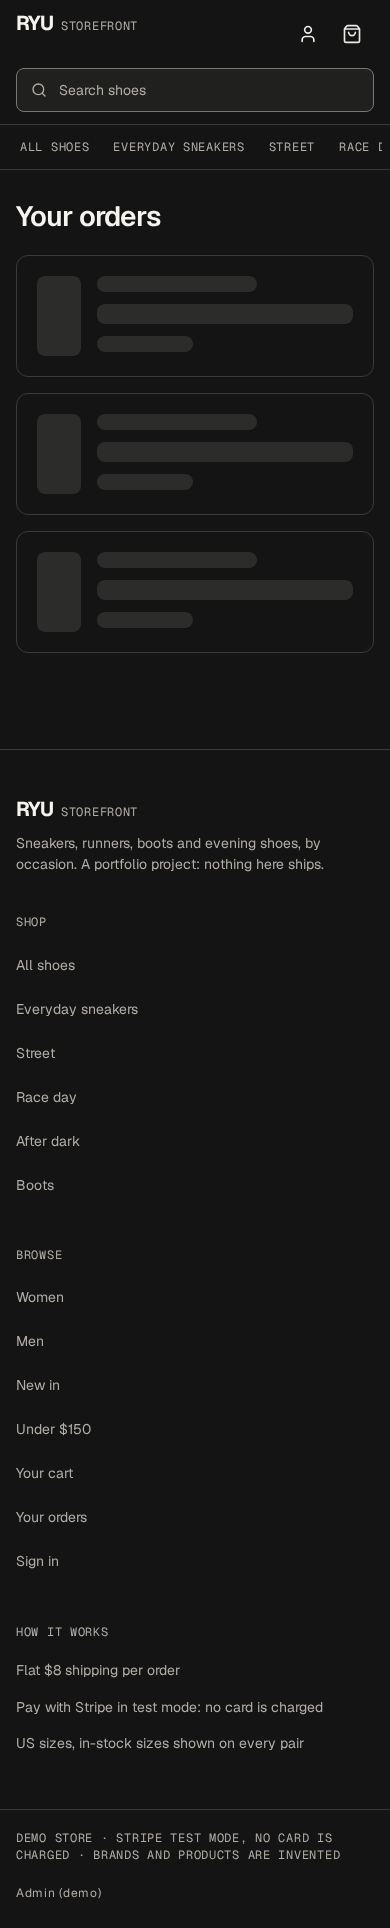 RYU STOREFRONT
Search shoes
ALL SHOES EVERYDAY SNEAKERS STREET RACE
Your orders
RYU STOREFRONT
Sneakers, runners, boots and evening shoes, by
occasion. A portfolio project: nothing here ships.
SHOP
All shoes
Everyday sneakers
Street
Race day
After dark
Boots
BROWSE
Women
Men
New in
Under $150
Your cart
Your orders
Sign in
HOW IT WORKS
Flat $8 shipping per order
Pay with Stripe in test mode: no card is charged
US sizes, in-stock sizes shown on every pair
DEMO STORE · STRIPE TEST MODE, NO CARD IS
CHARGED · BRANDS AND PRODUCTS ARE INVENTED
Admin (demo)